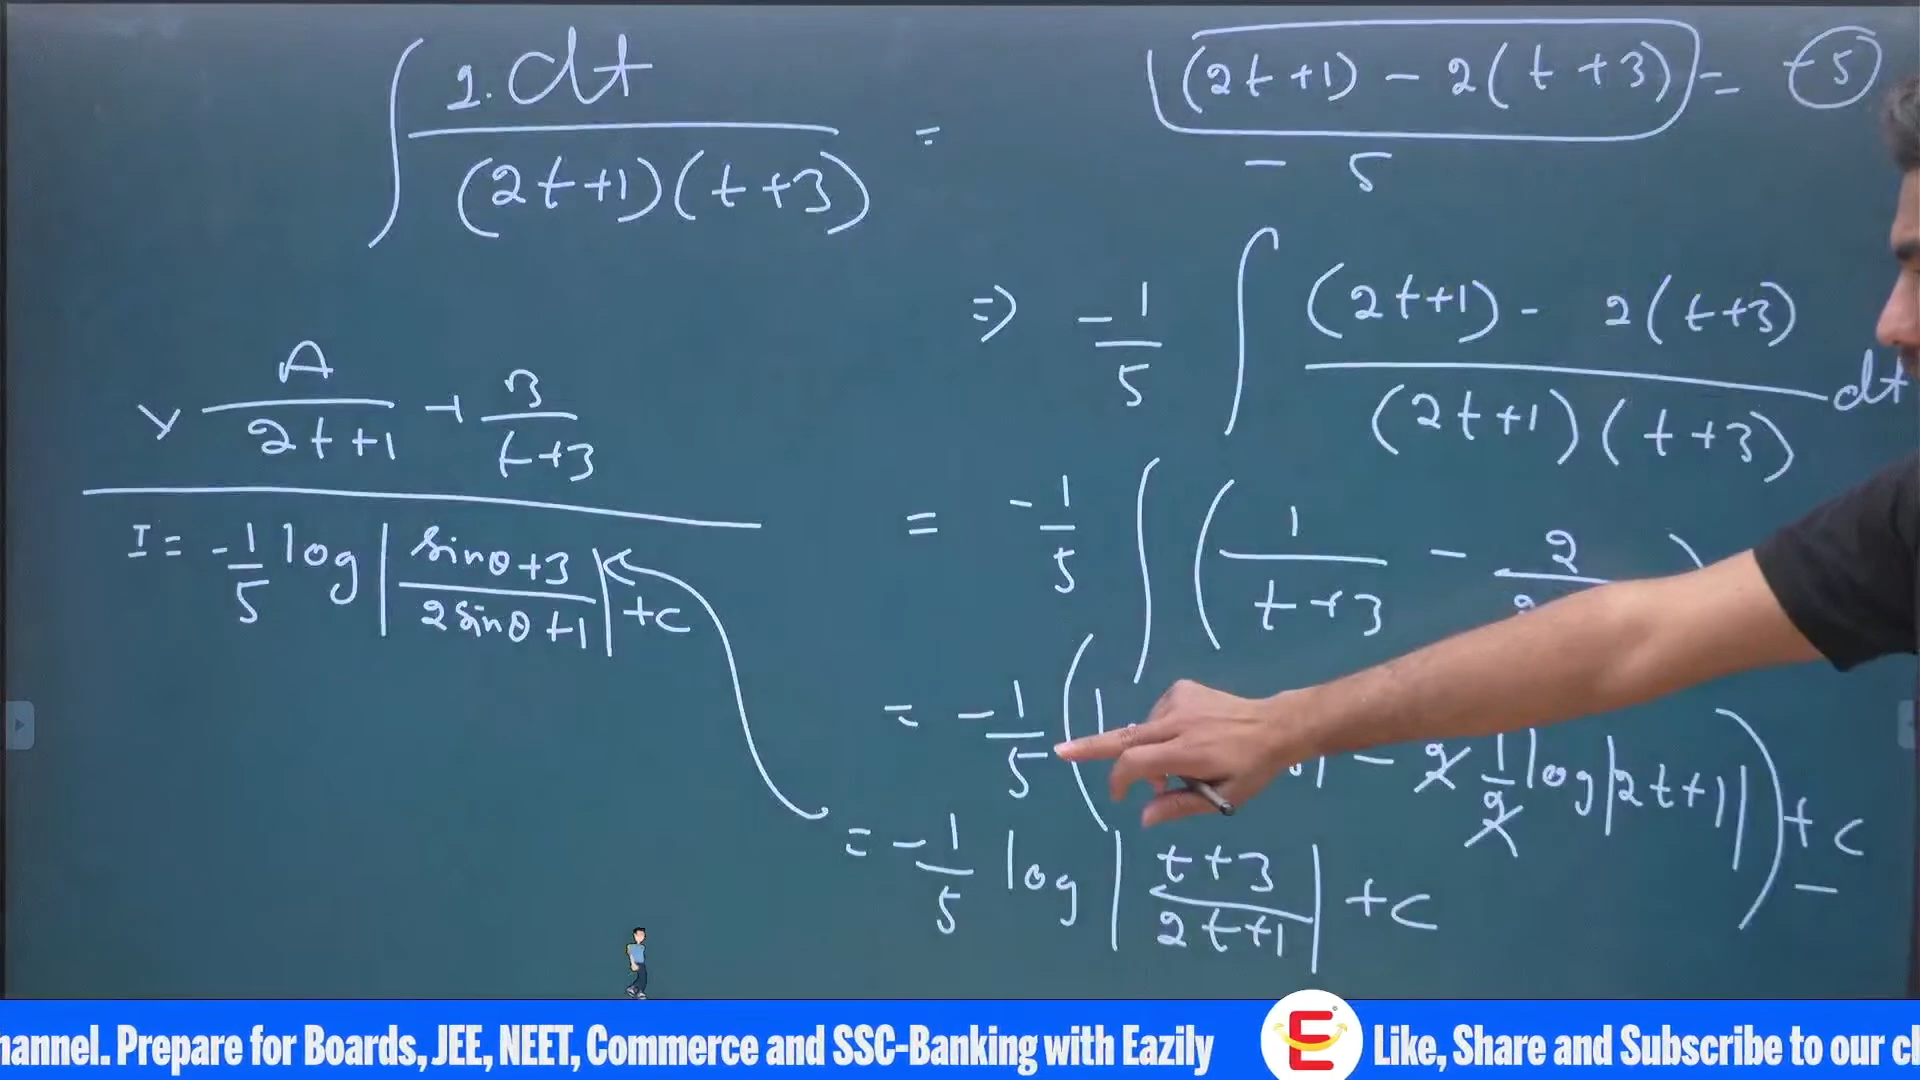 ∫ 1. dt / (2t+1)(t+3) =
(2t+1) - 2(t+3) = -5
- 5
⇒ -1/5 ∫ (2t+1) - 2(t+3) / (2t+1)(t+3) dt
A / 2t+1 + B / t+3
= -1/5 ∫ ( 1 / t+3 - 2
I = -1/5 log | sinθ+3 / 2sinθ+1 | +c
= -1/5 ( - 2 1/2 log|2t+1| ) + c
= -1/5 log | t+3 / 2t+1 | +c
hannel. Prepare for Boards, JEE, NEET, Commerce and SSC-Banking with Eazily E Like, Share and Subscribe to our cl